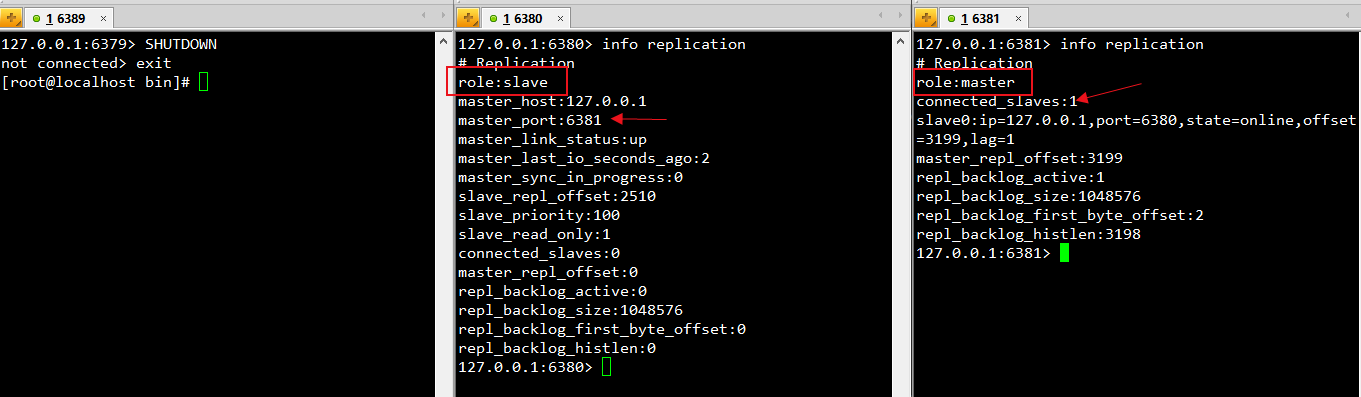 1 6389
127.0.0.1:6379> SHUTDOWN
not connected> exit
[root@localhost bin]#
1 6380
127.0.0.1:6380> info replication
# Replication
role:slave
master_host:127.0.0.1
master_port:6381
master_link_status:up
master_last_io_seconds_ago:2
master_sync_in_progress:0
slave_repl_offset:2510
slave_priority:100
slave_read_only:1
connected_slaves:0
master_repl_offset:0
repl_backlog_active:0
repl_backlog_size:1048576
repl_backlog_first_byte_offset:0
repl_backlog_histlen:0
127.0.0.1:6380>
1 6381
127.0.0.1:6381> info replication
# Replication
role:master
connected_slaves:1
slave0:ip=127.0.0.1,port=6380,state=online,offset
=3199,lag=1
master_repl_offset:3199
repl_backlog_active:1
repl_backlog_size:1048576
repl_backlog_first_byte_offset:2
repl_backlog_histlen:3198
127.0.0.1:6381>